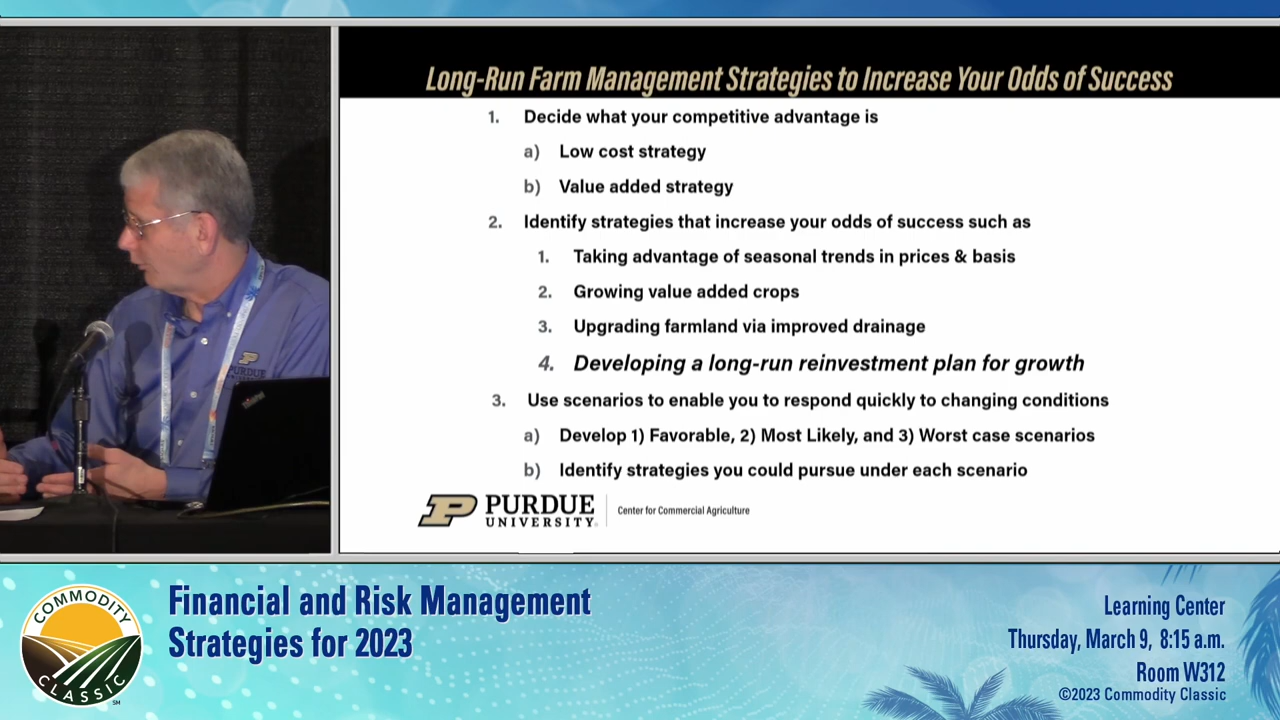 Long-Run Farm Management Strategies to Increase Your Odds of Success
1. Decide what your competitive advantage is
a) Low cost strategy
b) Value added strategy
2. Identify strategies that increase your odds of success such as
1. Taking advantage of seasonal trends in prices & basis
2. Growing value added crops
3. Upgrading farmland via improved drainage
4. Developing a long-run reinvestment plan for growth
3. Use scenarios to enable you to respond quickly to changing conditions
a) Develop 1) Favorable, 2) Most Likely, and 3) Worst case scenarios
b) Identify strategies you could pursue under each scenario
P PURDUE
UNIVERSITY
Center for Commercial Agriculture
P
PURDUE
COMMODITY
CLASSIC
SM
Financial and Risk Management
Strategies for 2023
Learning Center
Thursday, March 9, 8:15 a.m.
Room W312
©2023 Commodity Classic